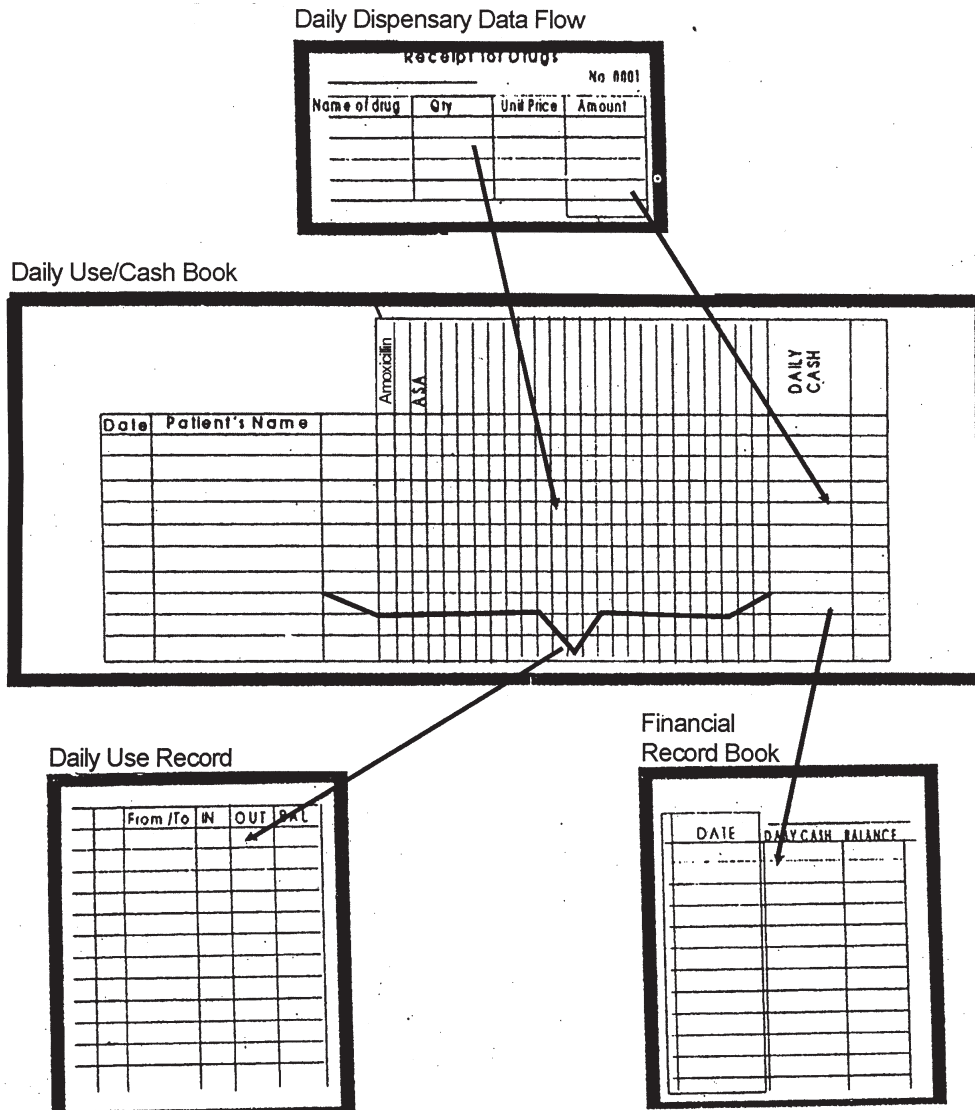 Daily Dispensary Data Flow
Receipt for Drugs
No 0001
Name of drug Qty Unit Price Amount
Daily Use/Cash Book
Amoxicillin
ASA
DAILY
CASH
Date Patient's Name
Daily Use Record
From /To IN OUT BAL
Financial
Record Book
DATE DAILY CASH BALANCE